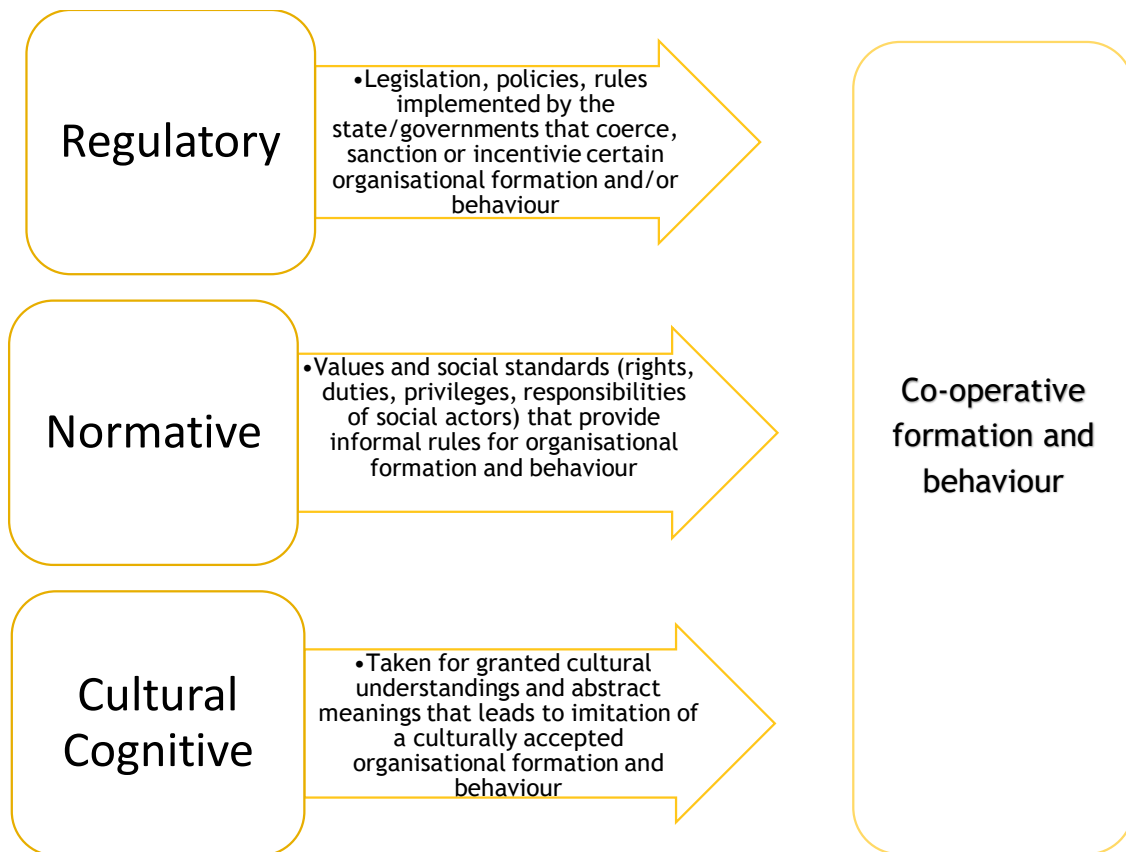 Regulatory
•Legislation, policies, rules
implemented by the
state/governments that coerce,
sanction or incentivie certain
organisational formation and/or
behaviour
Normative
•Values and social standards (rights,
duties, privileges, responsibilities
of social actors) that provide
informal rules for organisational
formation and behaviour
Cultural
Cognitive
•Taken for granted cultural
understandings and abstract
meanings that leads to imitation of
a culturally accepted
organisational formation and
behaviour
Co-operative
formation and
behaviour